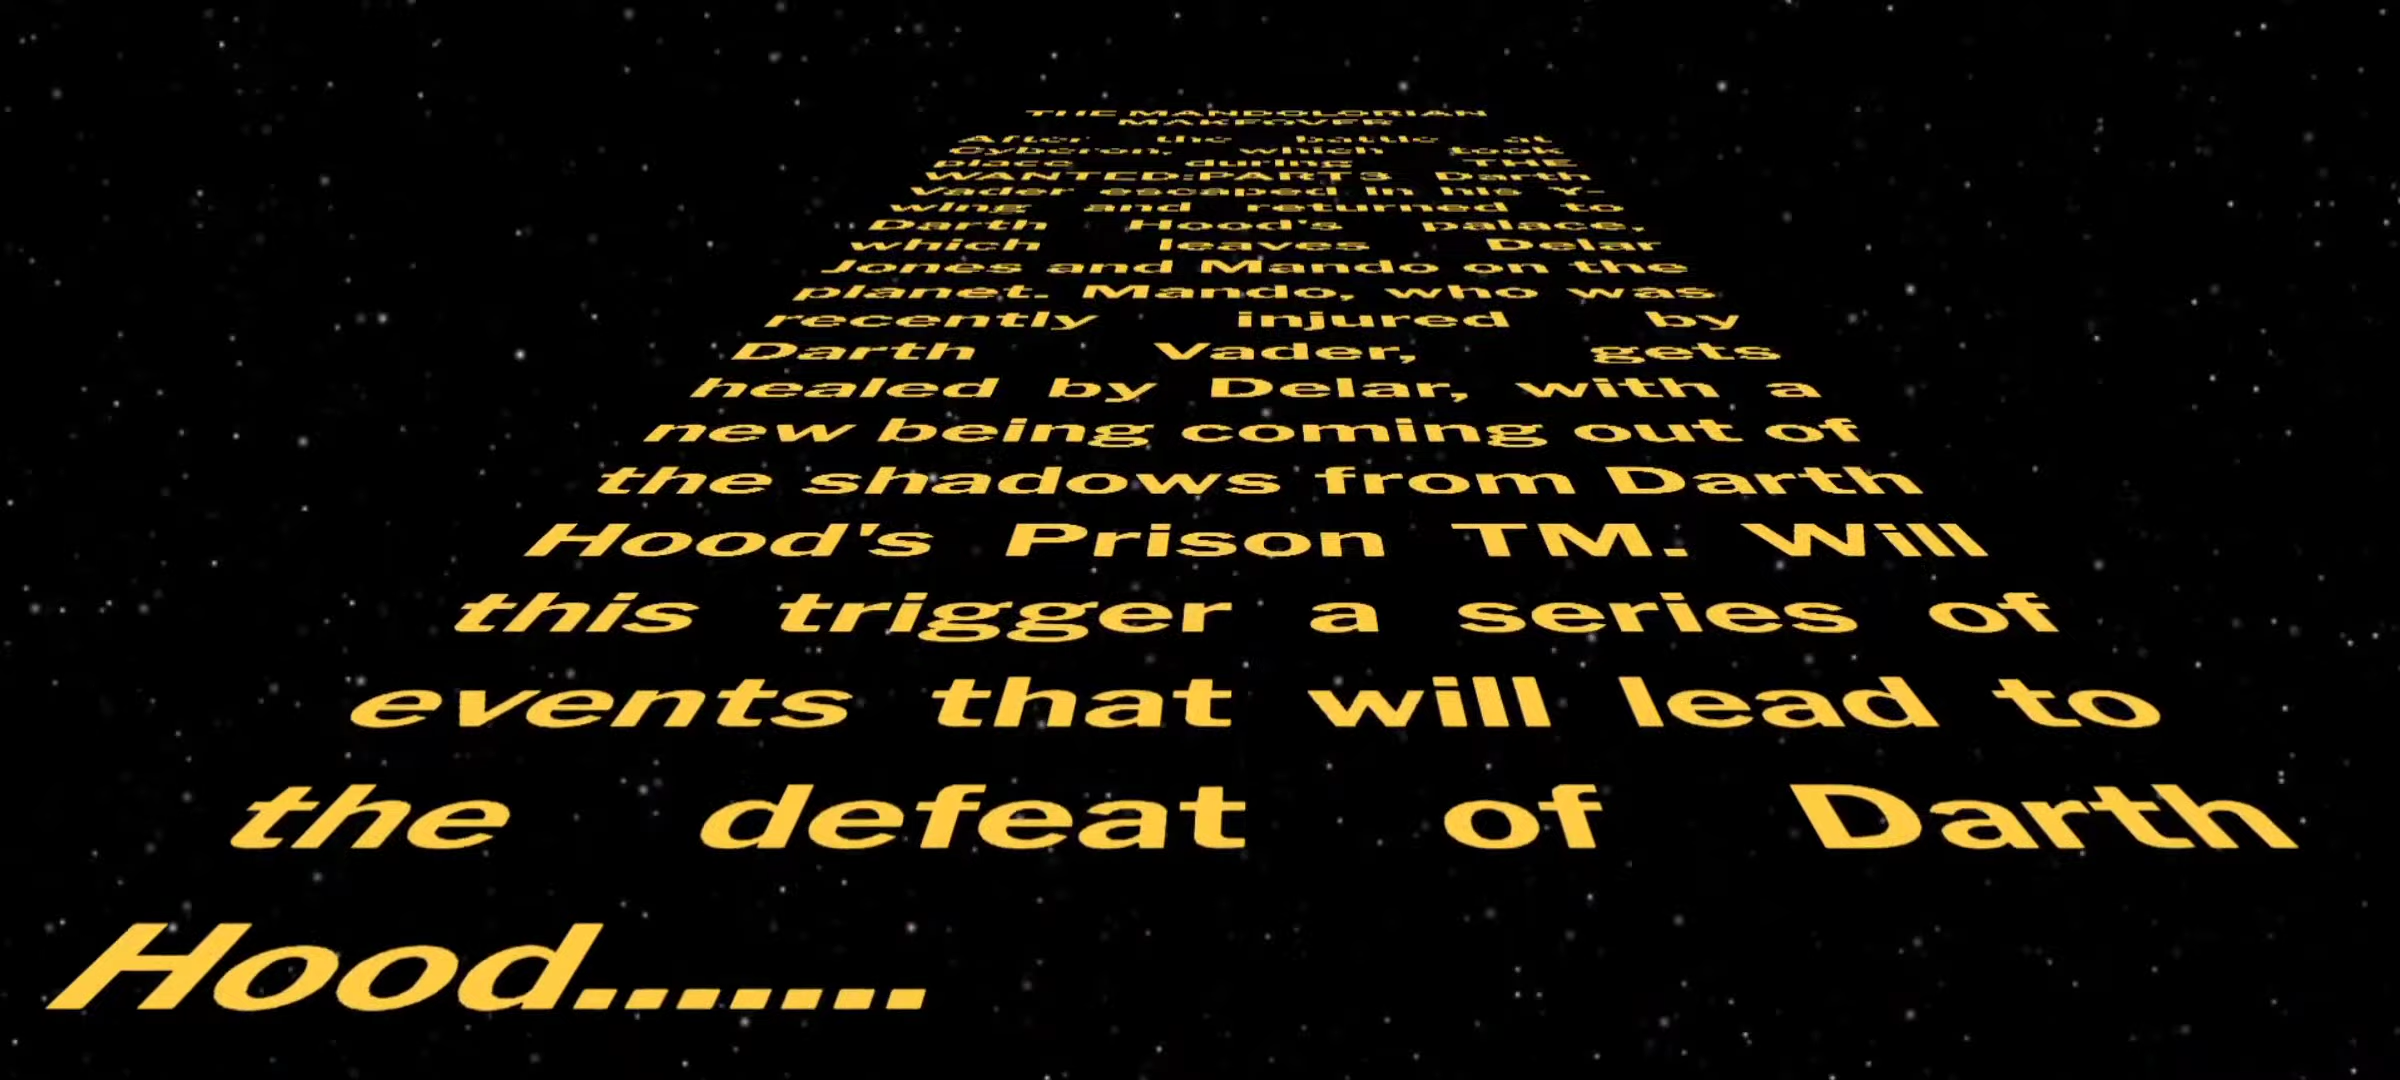 THE MANDOLORIAN
MAKEOVER
After the battle at
Cyberon, which took
place during THE
WANTED:PART3 Darth
Vader escaped in his Y-
wing and returned to
Darth Hood's palace,
which leaves Delar
Jones and Mando on the
planet. Mando, who was
recently injured by
Darth Vader, gets
healed by Delar, with a
new being coming out of
the shadows from Darth
Hood's Prison TM. Will
this trigger a series of
events that will lead to
the defeat of Darth
Hood.......